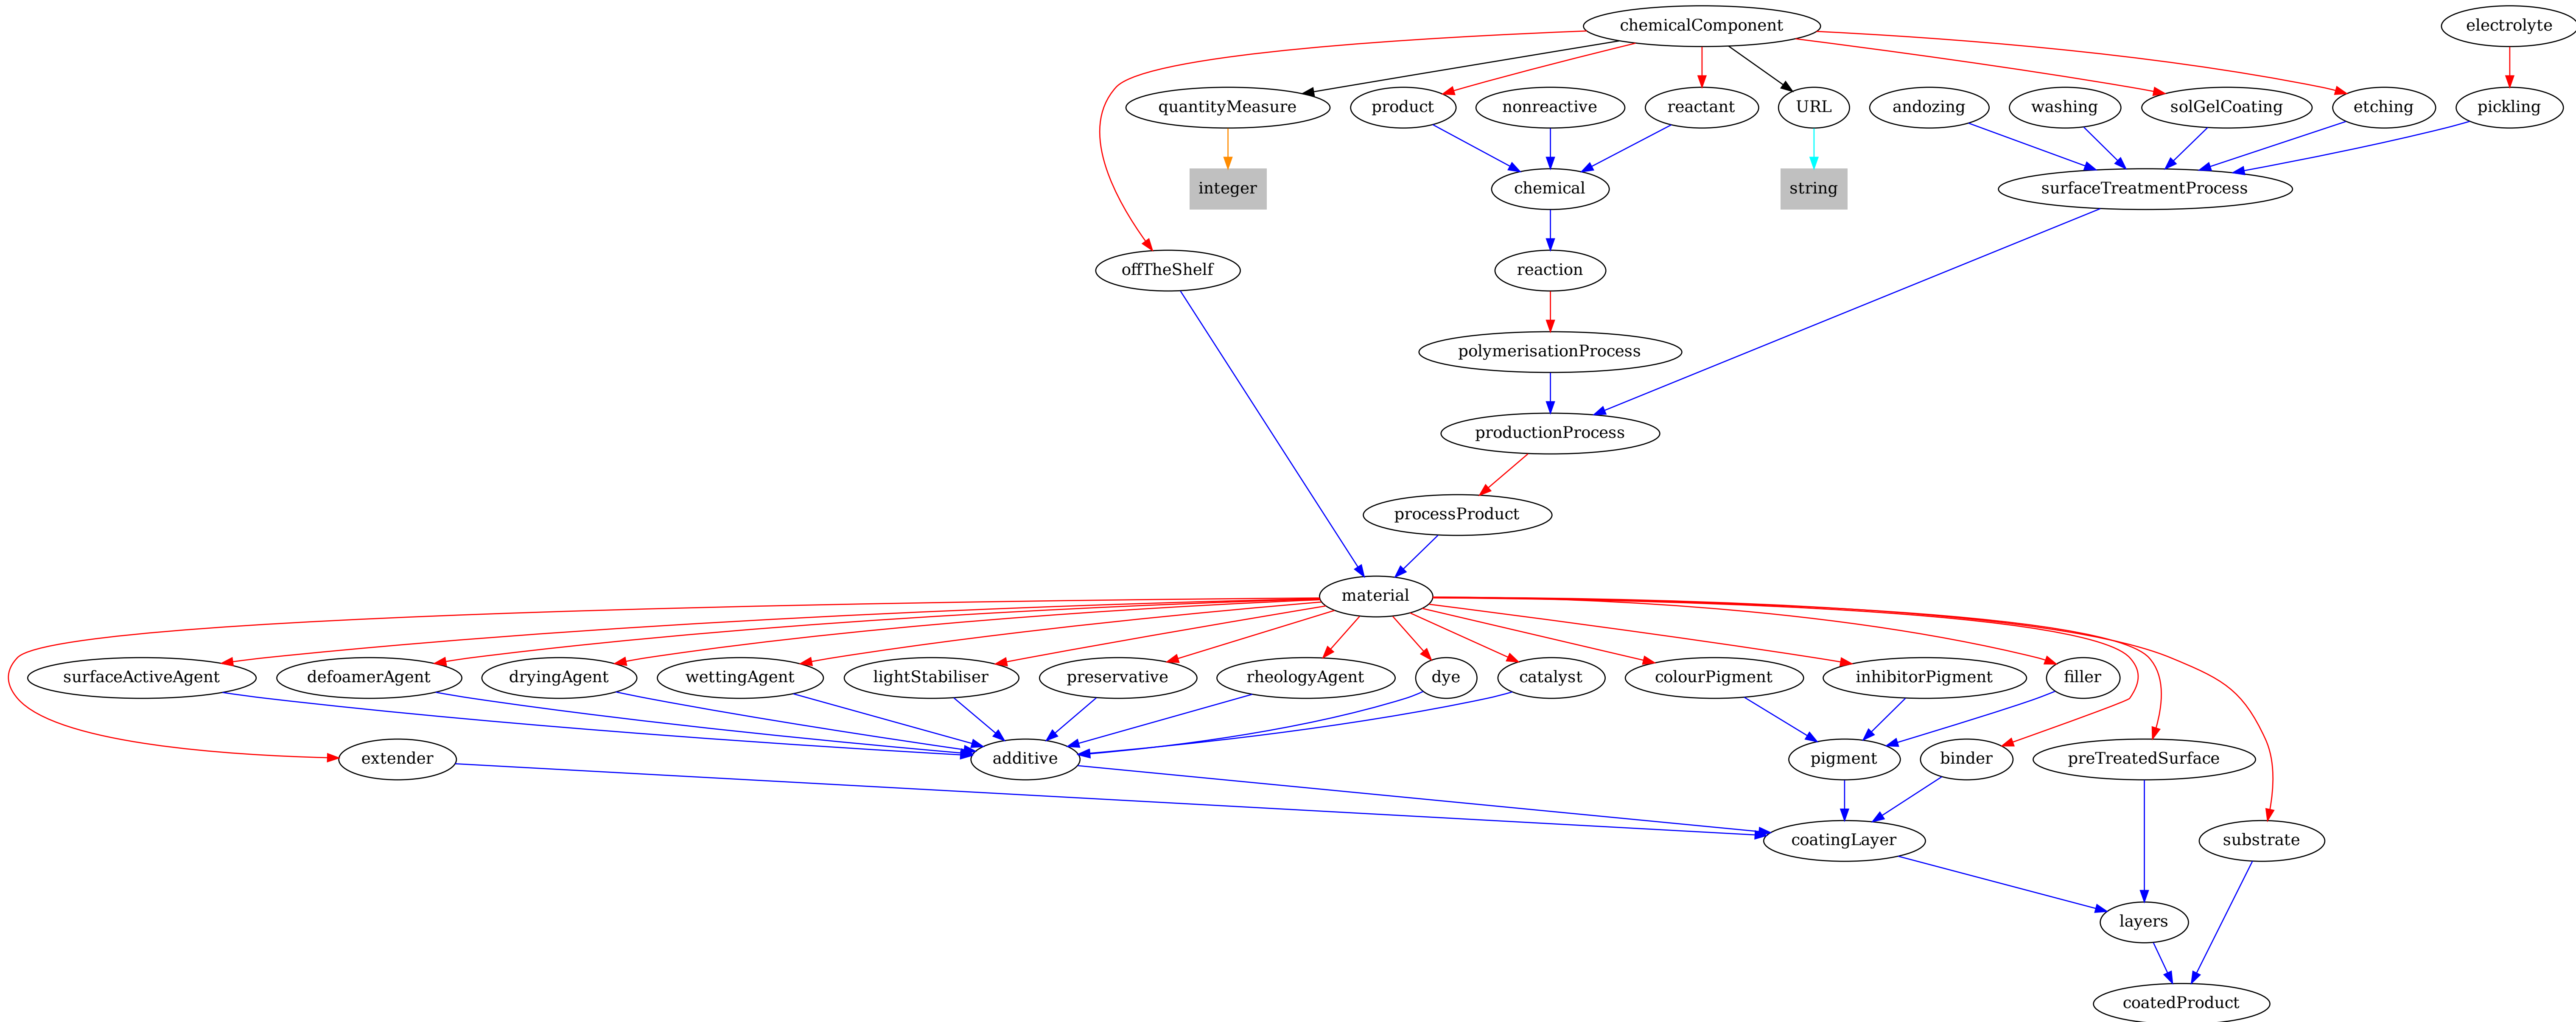 chemicalComponent
electrolyte
quantityMeasure
product
nonreactive
reactant
URL
andozing
washing
solGelCoating
etching
pickling
integer
chemical
string
surfaceTreatmentProcess
offTheShelf
reaction
polymerisationProcess
productionProcess
processProduct
material
surfaceActiveAgent
defoamerAgent
dryingAgent
wettingAgent
lightStabiliser
preservative
rheologyAgent
dye
catalyst
colourPigment
inhibitorPigment
filler
extender
additive
pigment
binder
preTreatedSurface
coatingLayer
substrate
layers
coatedProduct